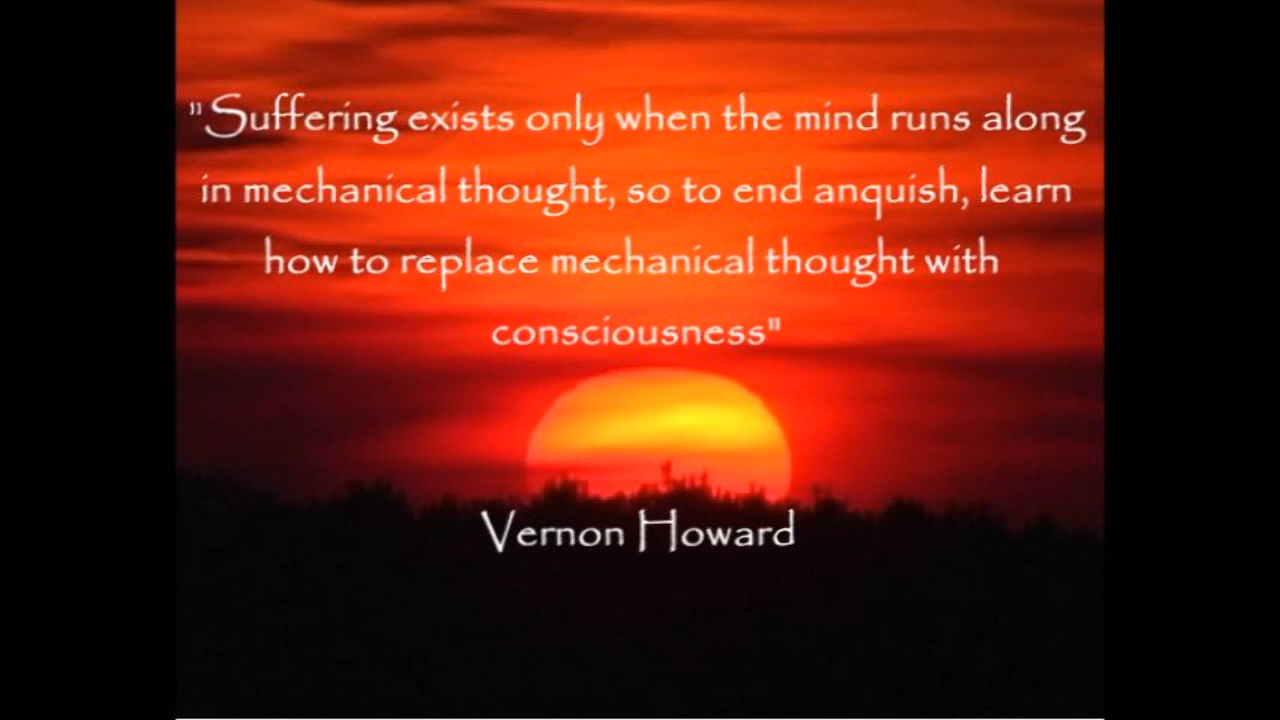 "Suffering exists only when the mind runs along
in mechanical thought, so to end anquish, learn
how to replace mechanical thought with
consciousness"
Vernon Howard